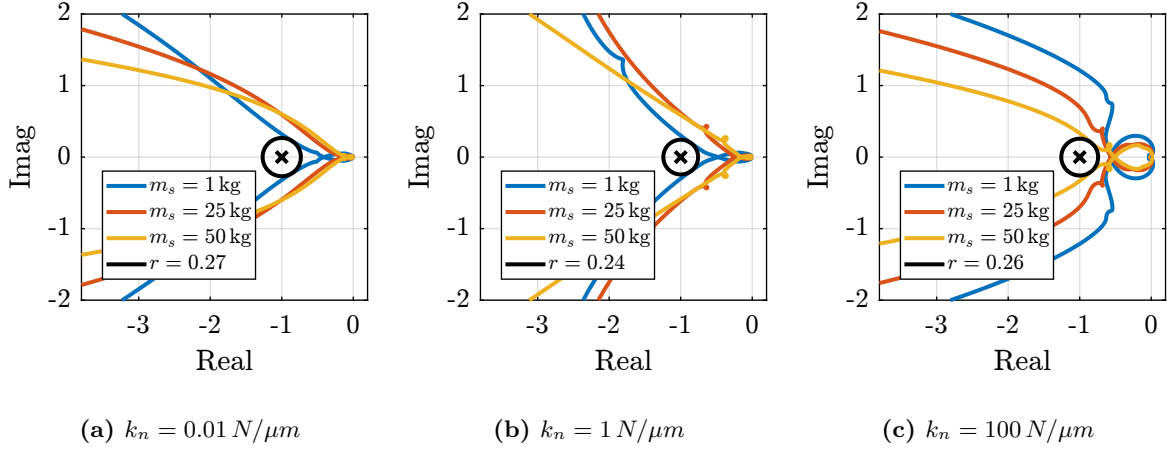 2
1
0
-1
-2
Imag
-3
-2
-1
0
Real
m_s = 1 kg
m_s = 25 kg
m_s = 50 kg
r = 0.27
(a) k_n = 0.01 N/μm
2
1
0
-1
-2
Imag
-3
-2
-1
0
Real
m_s = 1 kg
m_s = 25 kg
m_s = 50 kg
r = 0.24
(b) k_n = 1 N/μm
2
1
0
-1
-2
Imag
-3
-2
-1
0
Real
m_s = 1 kg
m_s = 25 kg
m_s = 50 kg
r = 0.26
(c) k_n = 100 N/μm